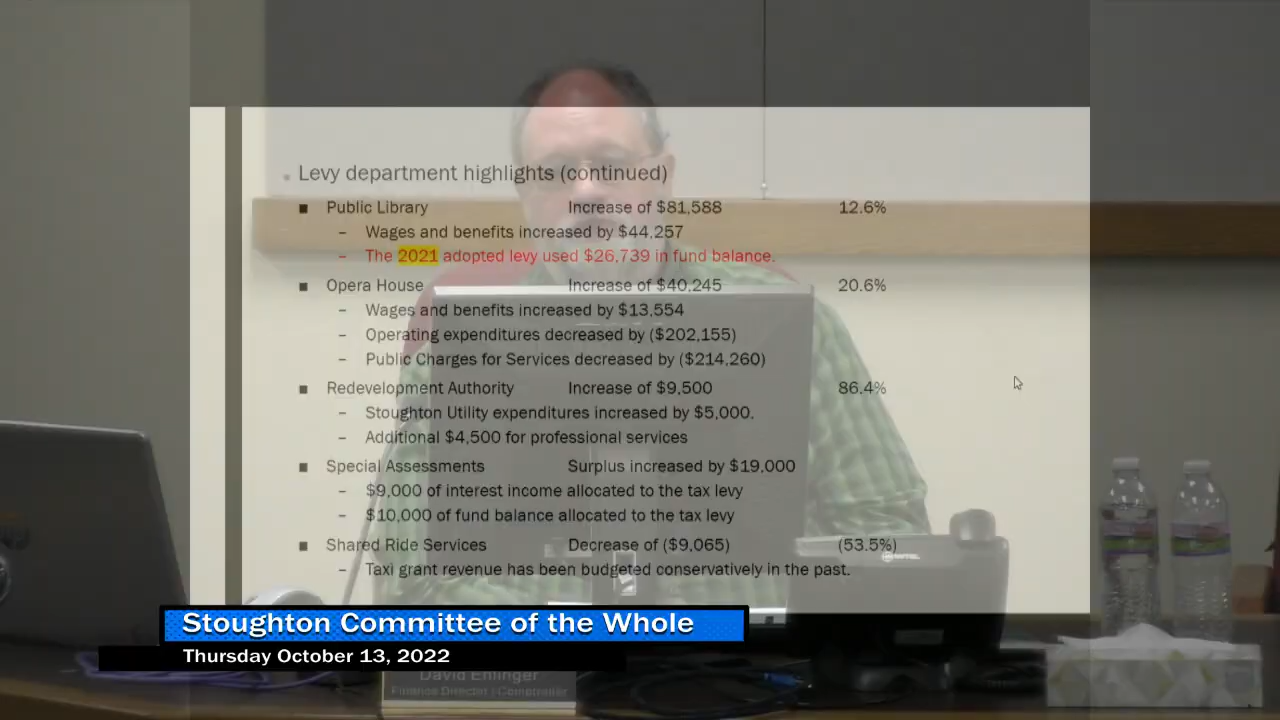 Levy department highlights (continued)
Public Library Increase of $81,588 12.6%
– Wages and benefits increased by $44,257
– The 2021 adopted levy used $26,739 in fund balance.
Opera House Increase of $40,245 20.6%
– Wages and benefits increased by $13,554
– Operating expenditures decreased by ($202,155)
– Public Charges for Services decreased by ($214,260)
Redevelopment Authority Increase of $9,500 86.4%
– Stoughton Utility expenditures increased by $5,000.
– Additional $4,500 for professional services
Special Assessments Surplus increased by $19,000
– $9,000 of interest income allocated to the tax levy
– $10,000 of fund balance allocated to the tax levy
Shared Ride Services Decrease of ($9,065) (53.5%)
– Taxi grant revenue has been budgeted conservatively in the past.
Stoughton Committee of the Whole
Thursday October 13, 2022
David Ehlinger
Finance Director / Comptroller